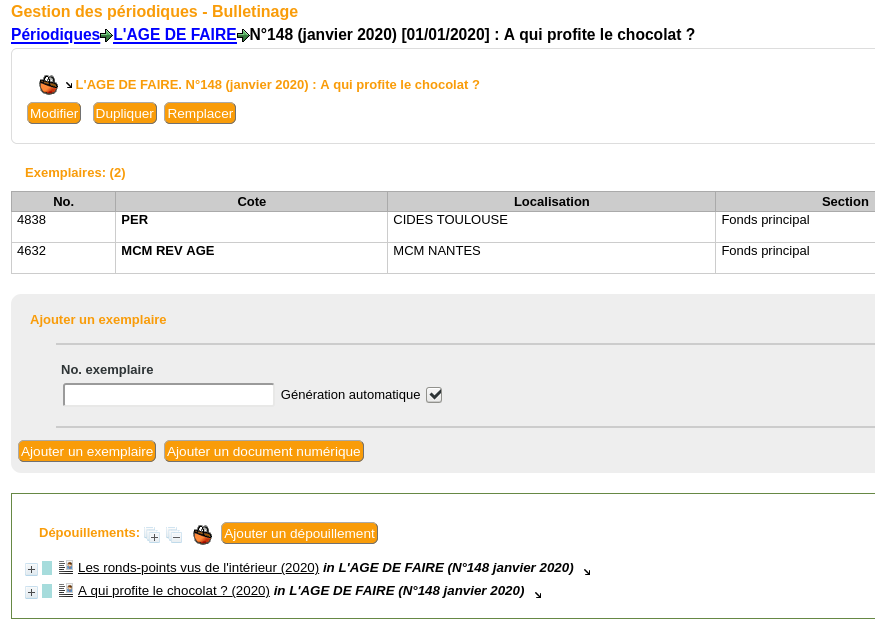 Gestion des périodiques - Bulletinage
Périodiques L'AGE DE FAIRE N°148 (janvier 2020) [01/01/2020] : A qui profite le chocolat ?
L'AGE DE FAIRE. N°148 (janvier 2020) : A qui profite le chocolat ?
Modifier Dupliquer Remplacer
Exemplaires: (2)
No. Cote Localisation Section
4838 PER CIDES TOULOUSE Fonds principal
4632 MCM REV AGE MCM NANTES Fonds principal
Ajouter un exemplaire
No. exemplaire
Génération automatique
Ajouter un exemplaire Ajouter un document numérique
Dépouillements: Ajouter un dépouillement
Les ronds-points vus de l'intérieur (2020) in L'AGE DE FAIRE (N°148 janvier 2020)
A qui profite le chocolat ? (2020) in L'AGE DE FAIRE (N°148 janvier 2020)